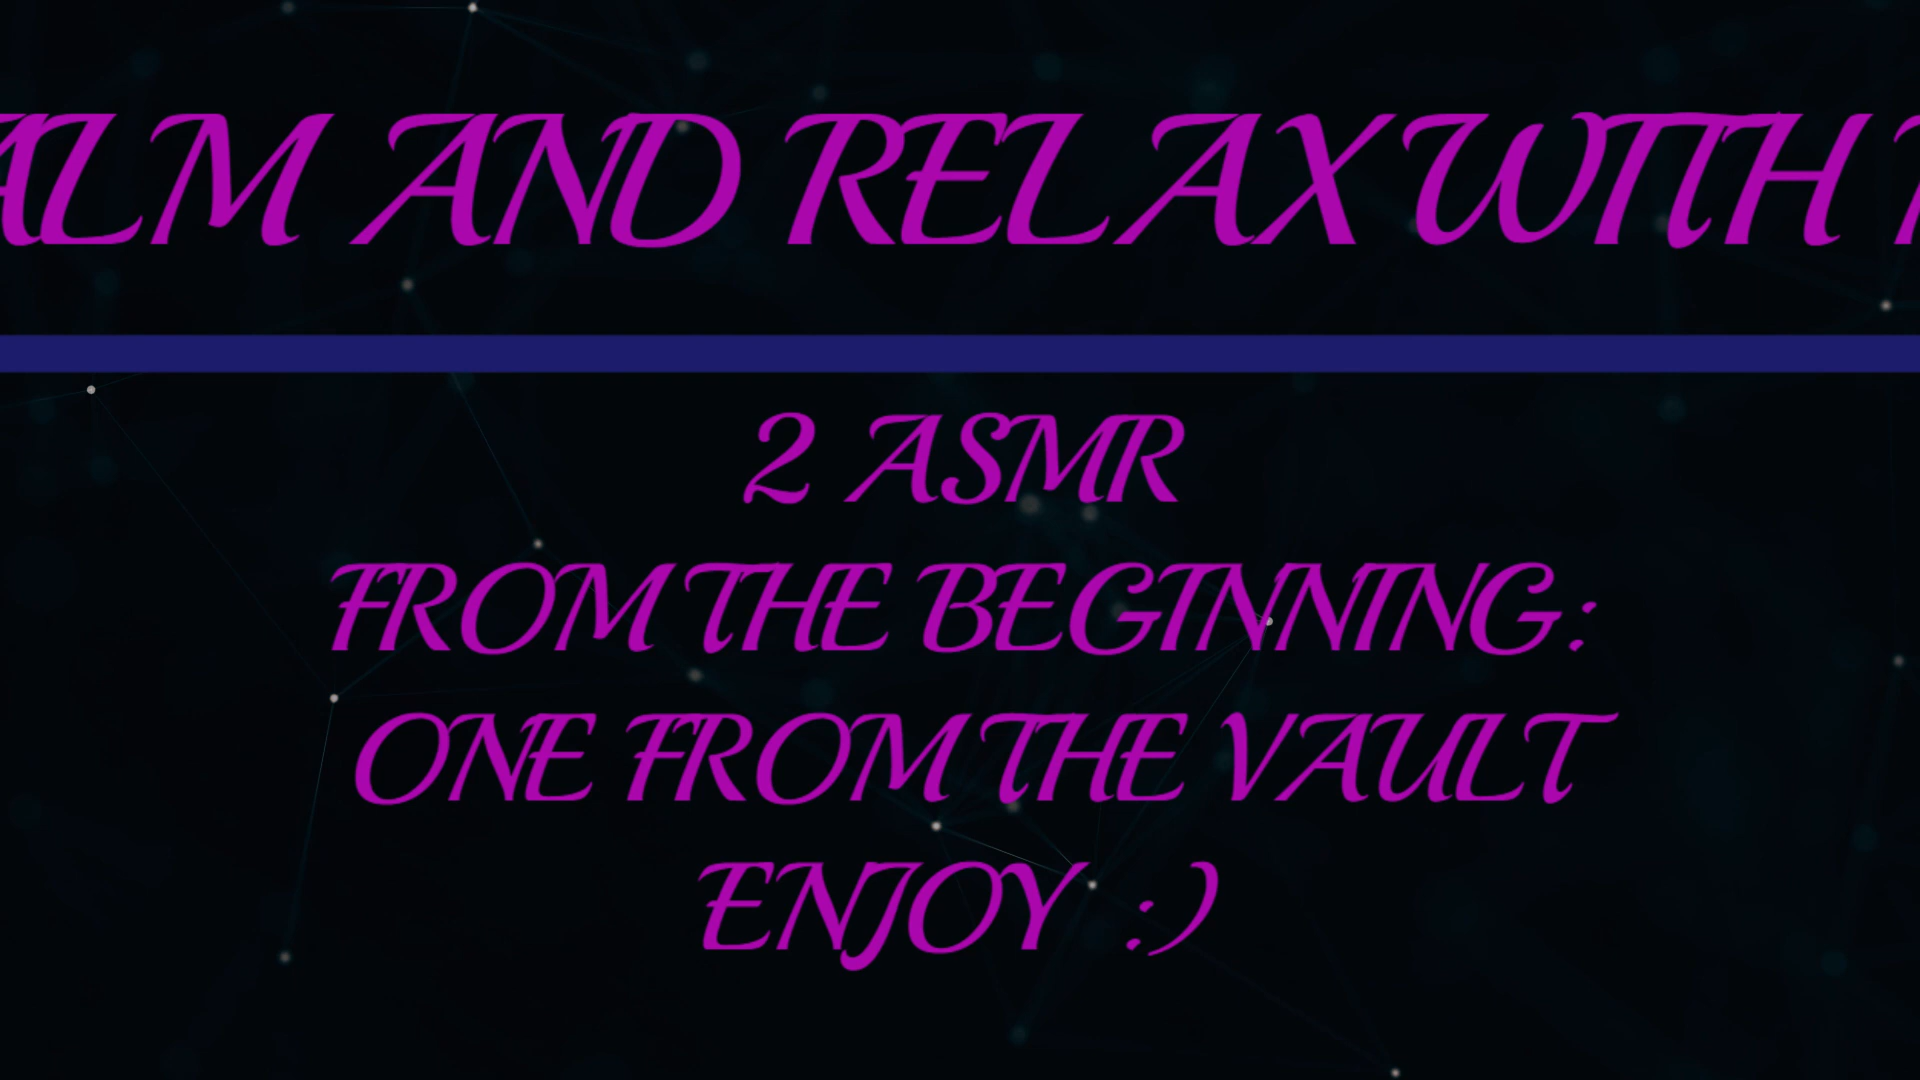 ALM AND RELAX WITH
2 ASMR
FROM THE BEGINNING:
ONE FROM THE VAULT
ENJOY :)